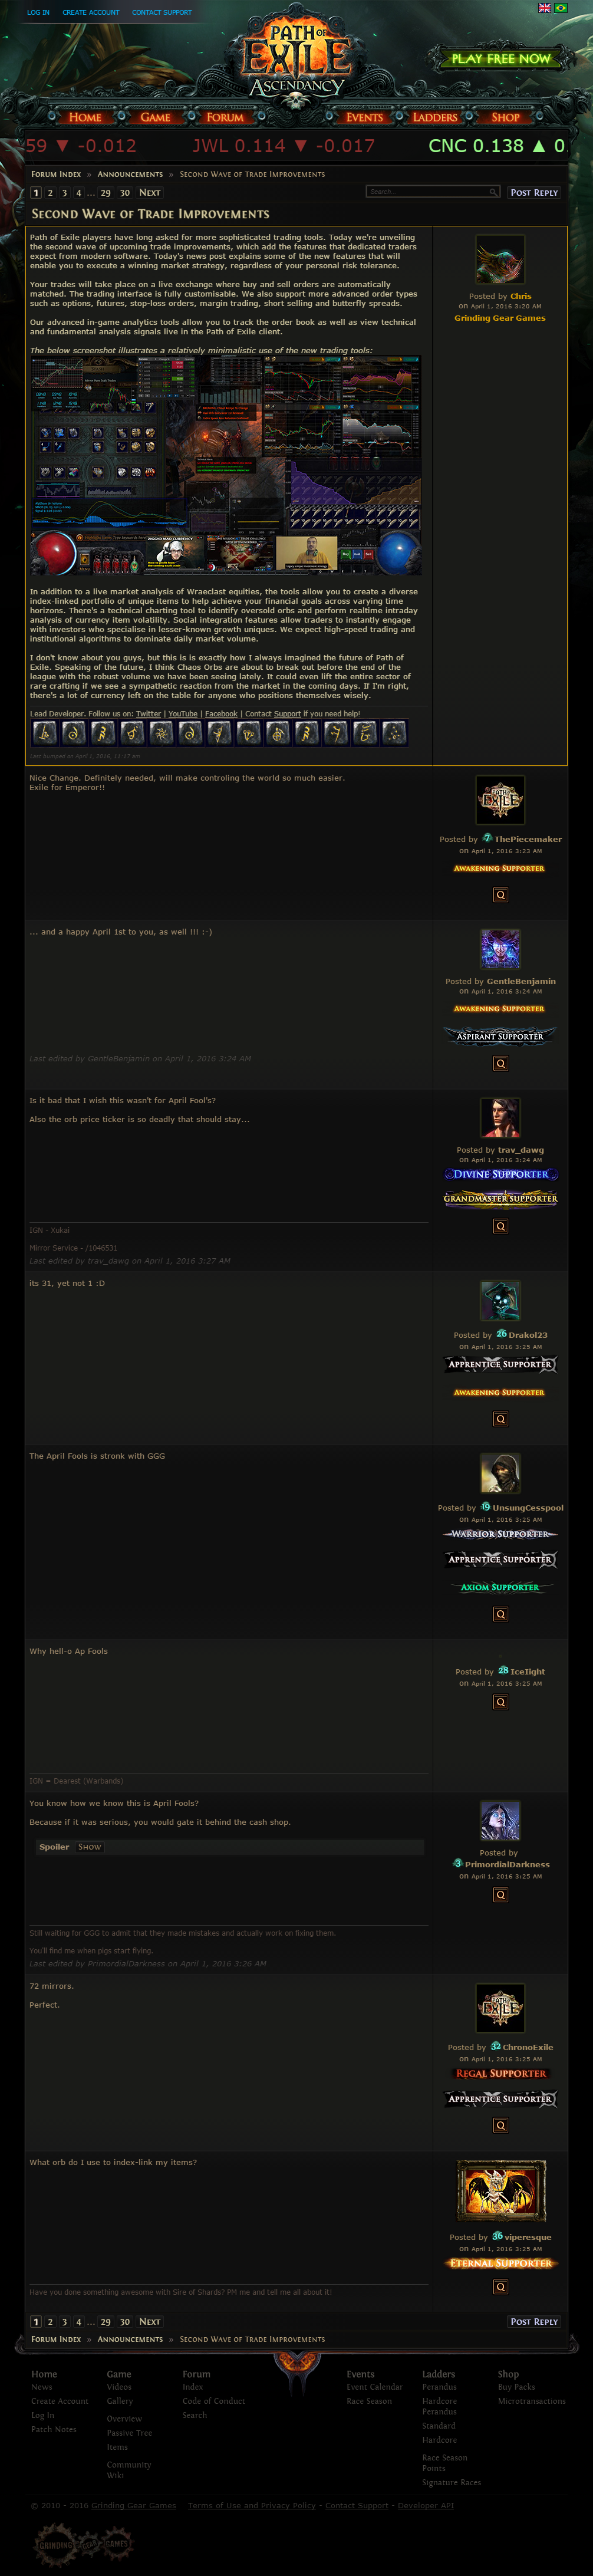 LOG IN CREATE ACCOUNT CONTACT SUPPORT
PATH OF EXILE
ASCENDANCY
PLAY FREE NOW
HOME GAME FORUM EVENTS LADDERS SHOP
59 ▼ -0.012 JWL 0.114 ▼ -0.017 CNC 0.138 ▲ 0.
FORUM INDEX » ANNOUNCEMENTS » SECOND WAVE OF TRADE IMPROVEMENTS
1 2 3 4 ... 29 30 NEXT Search... POST REPLY
SECOND WAVE OF TRADE IMPROVEMENTS
Path of Exile players have long asked for more sophisticated trading tools. Today we're unveiling
the second wave of upcoming trade improvements, which add the features that dedicated traders
expect from modern software. Today's news post explains some of the new features that will
enable you to execute a winning market strategy, regardless of your personal risk tolerance.
Your trades will take place on a live exchange where buy and sell orders are automatically
matched. The trading interface is fully customisable. We also support more advanced order types
such as options, futures, stop-loss orders, margin trading, short selling and butterfly spreads.
Our advanced in-game analytics tools allow you to track the order book as well as view technical
and fundamental analysis signals live in the Path of Exile client.
The below screenshot illustrates a relatively minimalistic use of the new trading tools:
In addition to a live market analysis of Wraeclast equities, the tools allow you to create a diverse
index-linked portfolio of unique items to help achieve your financial goals across varying time
horizons. There's a technical charting tool to identify oversold orbs and perform realtime intraday
analysis of currency item volatility. Social integration features allow traders to instantly engage
with investors who specialise in lesser-known growth uniques. We expect high-speed trading and
institutional algorithms to dominate daily market volume.
I don't know about you guys, but this is exactly how I always imagined the future of Path of
Exile. Speaking of the future, I think Chaos Orbs are about to break out before the end of the
league with the robust volume we have been seeing lately. It could even lift the entire sector of
rare crafting if we see a sympathetic reaction from the market in the coming days. If I'm right,
there's a lot of currency left on the table for anyone who positions themselves wisely.
Lead Developer. Follow us on: Twitter | YouTube | Facebook | Contact Support if you need help!
Last bumped on April 1, 2016, 11:17 am
Posted by Chris
on April 1, 2016 3:20 AM
Grinding Gear Games
Nice Change. Definitely needed, will make controling the world so much easier.
Exile for Emperor!!
PATH OF EXILE
Posted by 7 ThePiecemaker
on April 1, 2016 3:23 AM
AWAKENING SUPPORTER
Q
... and a happy April 1st to you, as well !!! :-)
Last edited by GentleBenjamin on April 1, 2016 3:24 AM
Posted by GentleBenjamin
on April 1, 2016 3:24 AM
AWAKENING SUPPORTER
ASPIRANT SUPPORTER
Q
Is it bad that I wish this wasn't for April Fool's?
Also the orb price ticker is so deadly that should stay...
IGN - Xukai
Mirror Service - /1046531
Last edited by trav_dawg on April 1, 2016 3:27 AM
Posted by trav_dawg
on April 1, 2016 3:24 AM
DIVINE SUPPORTER
GRANDMASTER SUPPORTER
Q
its 31, yet not 1 :D
Posted by 26 Drakol23
on April 1, 2016 3:25 AM
APPRENTICE SUPPORTER
AWAKENING SUPPORTER
Q
The April Fools is stronk with GGG
Posted by 19 UnsungCesspool
on April 1, 2016 3:25 AM
WARRIOR SUPPORTER
APPRENTICE SUPPORTER
AXIOM SUPPORTER
Q
Why hell-o Ap Fools
IGN = Dearest (Warbands)
Posted by 28 IceIight
on April 1, 2016 3:25 AM
Q
You know how we know this is April Fools?
Because if it was serious, you would gate it behind the cash shop.
Spoiler SHOW
Still waiting for GGG to admit that they made mistakes and actually work on fixing them.
You'll find me when pigs start flying.
Last edited by PrimordialDarkness on April 1, 2016 3:26 AM
Posted by
3 PrimordialDarkness
on April 1, 2016 3:25 AM
Q
72 mirrors.
Perfect.
PATH OF EXILE
Posted by 32 ChronoExile
on April 1, 2016 3:25 AM
REGAL SUPPORTER
APPRENTICE SUPPORTER
Q
What orb do I use to index-link my items?
Have you done something awesome with Sire of Shards? PM me and tell me all about it!
Posted by 36 viperesque
on April 1, 2016 3:25 AM
ETERNAL SUPPORTER
Q
1 2 3 4 ... 29 30 NEXT POST REPLY
FORUM INDEX » ANNOUNCEMENTS » SECOND WAVE OF TRADE IMPROVEMENTS
Home
News
Create Account
Log In
Patch Notes
Game
Videos
Gallery
Overview
Passive Tree
Items
Community
Wiki
Forum
Index
Code of Conduct
Search
Events
Event Calendar
Race Season
Ladders
Perandus
Hardcore
Perandus
Standard
Hardcore
Race Season
Points
Signature Races
Shop
Buy Packs
Microtransactions
© 2010 - 2016 Grinding Gear Games Terms of Use and Privacy Policy - Contact Support - Developer API
GRINDING GEAR GAMES